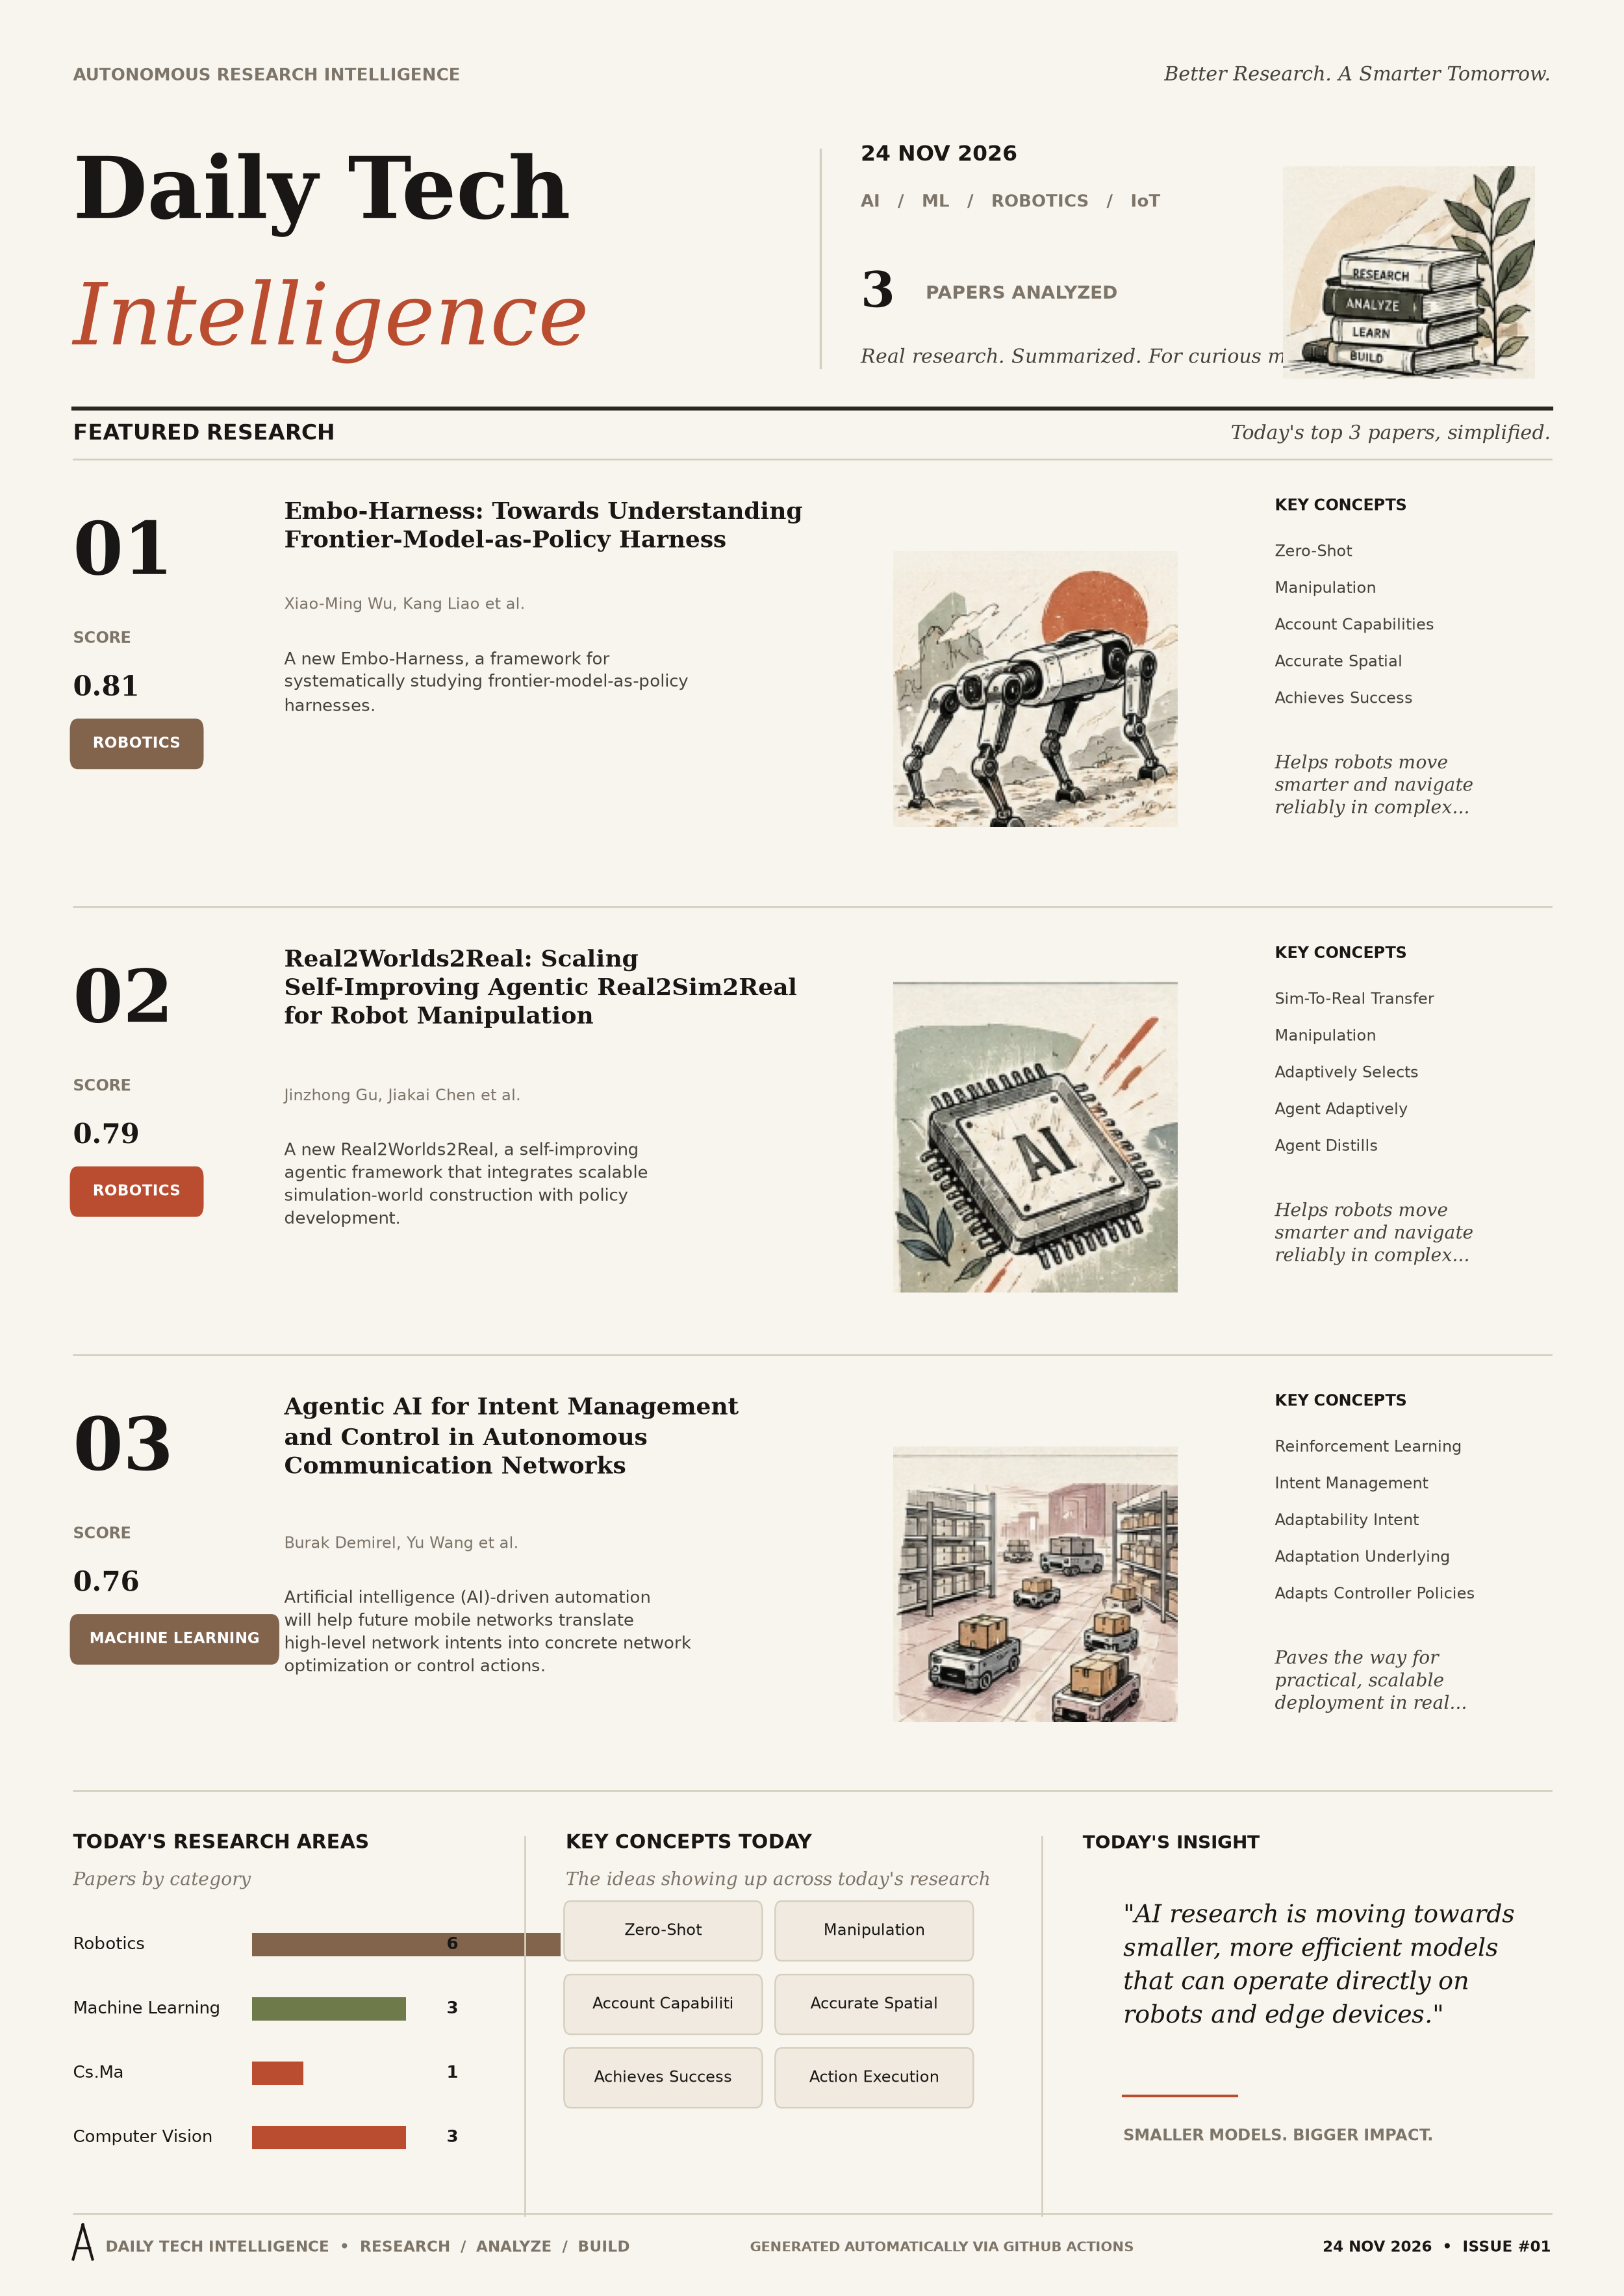 AUTONOMOUS RESEARCH INTELLIGENCE
Better Research. A Smarter Tomorrow.
Daily Tech
Intelligence
24 NOV 2026
AI / ML / ROBOTICS / IoT
3 PAPERS ANALYZED
Real research. Summarized. For curious m
RESEARCH
ANALYZE
LEARN
BUILD
FEATURED RESEARCH
Today's top 3 papers, simplified.
01
SCORE
0.81
ROBOTICS
Embo-Harness: Towards Understanding
Frontier-Model-as-Policy Harness
Xiao-Ming Wu, Kang Liao et al.
A new Embo-Harness, a framework for
systematically studying frontier-model-as-policy
harnesses.
KEY CONCEPTS
Zero-Shot
Manipulation
Account Capabilities
Accurate Spatial
Achieves Success
Helps robots move
smarter and navigate
reliably in complex...
02
SCORE
0.79
ROBOTICS
Real2Worlds2Real: Scaling
Self-Improving Agentic Real2Sim2Real
for Robot Manipulation
Jinzhong Gu, Jiakai Chen et al.
A new Real2Worlds2Real, a self-improving
agentic framework that integrates scalable
simulation-world construction with policy
development.
AI
KEY CONCEPTS
Sim-To-Real Transfer
Manipulation
Adaptively Selects
Agent Adaptively
Agent Distills
Helps robots move
smarter and navigate
reliably in complex...
03
SCORE
0.76
MACHINE LEARNING
Agentic AI for Intent Management
and Control in Autonomous
Communication Networks
Burak Demirel, Yu Wang et al.
Artificial intelligence (AI)-driven automation
will help future mobile networks translate
high-level network intents into concrete network
optimization or control actions.
KEY CONCEPTS
Reinforcement Learning
Intent Management
Adaptability Intent
Adaptation Underlying
Adapts Controller Policies
Paves the way for
practical, scalable
deployment in real...
TODAY'S RESEARCH AREAS
Papers by category
Robotics 6
Machine Learning 3
Cs.Ma 1
Computer Vision 3
KEY CONCEPTS TODAY
The ideas showing up across today's research
Zero-Shot
Manipulation
Account Capabiliti
Accurate Spatial
Achieves Success
Action Execution
TODAY'S INSIGHT
"AI research is moving towards
smaller, more efficient models
that can operate directly on
robots and edge devices."
SMALLER MODELS. BIGGER IMPACT.
A DAILY TECH INTELLIGENCE • RESEARCH / ANALYZE / BUILD
GENERATED AUTOMATICALLY VIA GITHUB ACTIONS
24 NOV 2026 • ISSUE #01